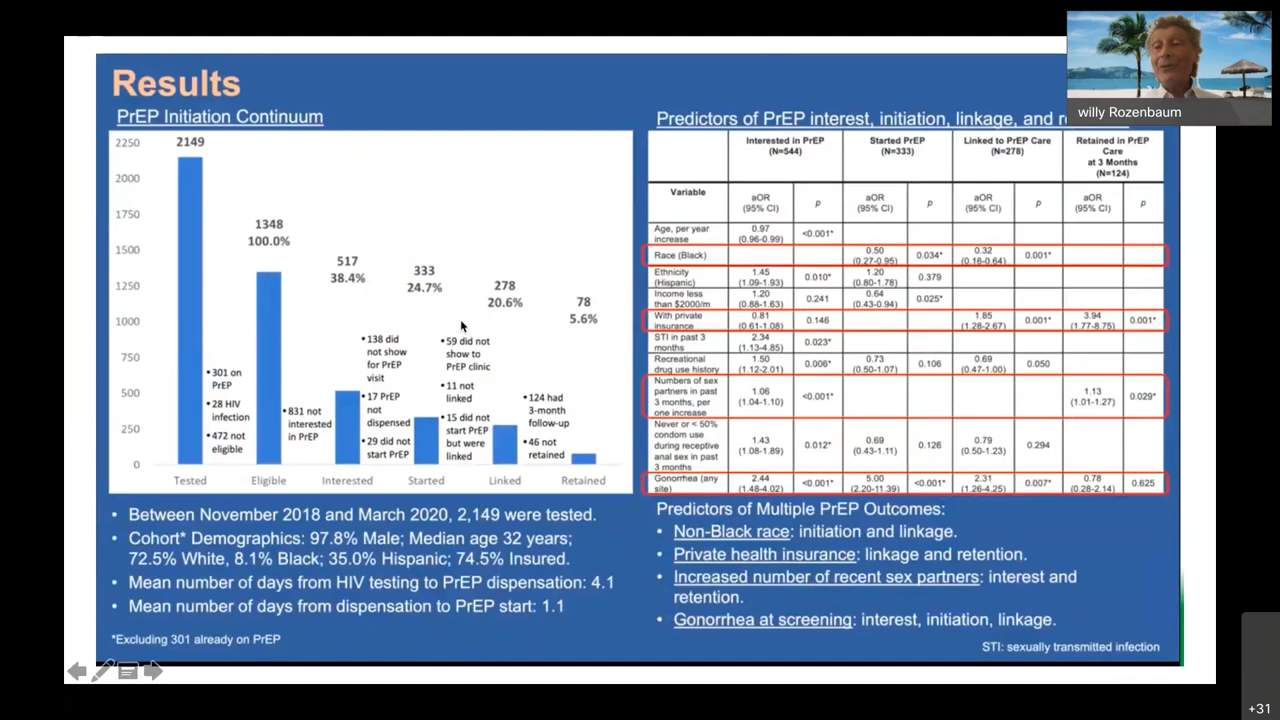 Results
PrEP Initiation Continuum
2250
2000
1750
1500
1250
1000
750
500
250
0
2149
1348
100.0%
517
38.4%
333
24.7%
278
20.6%
78
5.6%
•301 on
PrEP
•28 HIV
infection
•472 not
eligible
•831 not
interested
in PrEP
•138 did
not show
for PrEP
visit
•17 PrEP
not
dispensed
•29 did not
start PrEP
•59 did not
show to
PrEP clinic
•11 not
linked
•15 did not
start PrEP
but were
linked
•124 had
3-month
follow-up
•46 not
retained
Tested Eligible Interested Started Linked Retained
• Between November 2018 and March 2020, 2,149 were tested.
• Cohort* Demographics: 97.8% Male; Median age 32 years;
72.5% White, 8.1% Black; 35.0% Hispanic; 74.5% Insured.
• Mean number of days from HIV testing to PrEP dispensation: 4.1
• Mean number of days from dispensation to PrEP start: 1.1
*Excluding 301 already on PrEP
Predictors of PrEP interest, initiation, linkage, and
Interested in PrEP
(N=544)
Started PrEP
(N=333)
Linked to PrEP Care
(N=278)
Retained in PrEP
Care
at 3 Months
(N=124)
Variable
aOR
(95% CI)
p
aOR
(95% CI)
p
aOR
(95% CI)
p
aOR
(95% CI)
p
Age, per year
increase
0.97
(0.96-0.99)
<0.001*
Race (Black)
0.50
(0.27-0.95)
0.034*
0.32
(0.16-0.64)
0.001*
Ethnicity
(Hispanic)
1.45
(1.09-1.93)
0.010*
1.20
(0.80-1.78)
0.379
Income less
than $2000/m
1.20
(0.88-1.63)
0.241
0.64
(0.43-0.94)
0.025*
With private
insurance
0.81
(0.61-1.08)
0.146
1.85
(1.28-2.67)
0.001*
3.94
(1.77-8.75)
0.001*
STI in past 3
months
2.34
(1.13-4.85)
0.023*
Recreational
drug use history
1.50
(1.12-2.01)
0.006*
0.73
(0.50-1.07)
0.106
0.69
(0.47-1.00)
0.050
Numbers of sex
partners in past
3 months, per
one increase
1.06
(1.04-1.10)
<0.001*
1.13
(1.01-1.27)
0.029*
Never or < 50%
condom use
during receptive
anal sex in past
3 months
1.43
(1.08-1.89)
0.012*
0.69
(0.43-1.11)
0.126
0.79
(0.50-1.23)
0.294
Gonorrhea (any
site)
2.44
(1.48-4.02)
<0.001*
5.00
(2.20-11.39)
<0.001*
2.31
(1.26-4.25)
0.007*
0.78
(0.28-2.14)
0.625
Predictors of Multiple PrEP Outcomes:
• Non-Black race: initiation and linkage.
• Private health insurance: linkage and retention.
• Increased number of recent sex partners: interest and
retention.
• Gonorrhea at screening: interest, initiation, linkage.
STI: sexually transmitted infection
willy Rozenbaum
+31